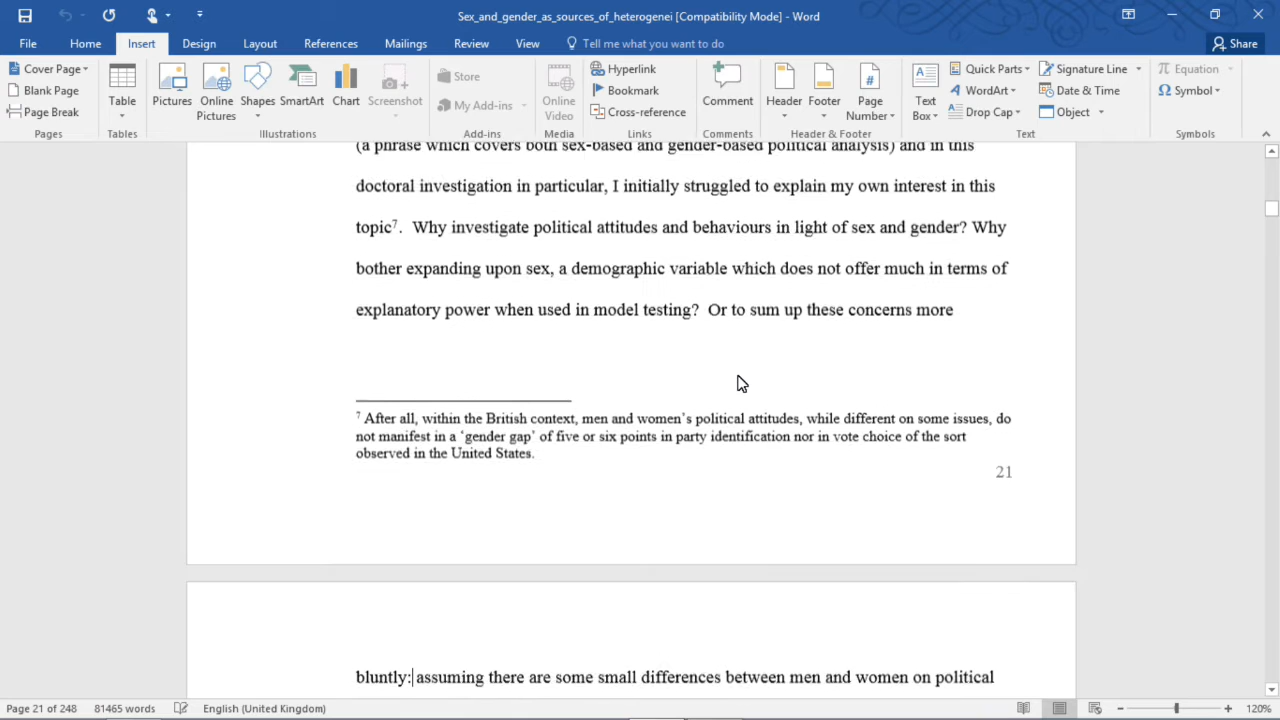 Sex_and_gender_as_sources_of_heterogenei [Compatibility Mode] - Word
File Home Insert Design Layout References Mailings Review View Tell me what you want to do Share
Cover Page
Blank Page
Page Break
Pages
Table
Tables
Pictures
Online Pictures
Shapes
SmartArt
Chart
Screenshot
Illustrations
Store
My Add-ins
Add-ins
Online Video
Media
Hyperlink
Bookmark
Cross-reference
Links
Comment
Comments
Header
Footer
Page Number
Header & Footer
Text Box
Quick Parts
WordArt
Drop Cap
Signature Line
Date & Time
Object
Text
Equation
Symbol
Symbols
(a phrase which covers both sex-based and gender-based political analysis) and in this
doctoral investigation in particular, I initially struggled to explain my own interest in this
topic⁷. Why investigate political attitudes and behaviours in light of sex and gender? Why
bother expanding upon sex, a demographic variable which does not offer much in terms of
explanatory power when used in model testing? Or to sum up these concerns more
⁷ After all, within the British context, men and women's political attitudes, while different on some issues, do
not manifest in a 'gender gap' of five or six points in party identification nor in vote choice of the sort
observed in the United States.
21
bluntly: assuming there are some small differences between men and women on political
Page 21 of 248 81465 words English (United Kingdom) 120%